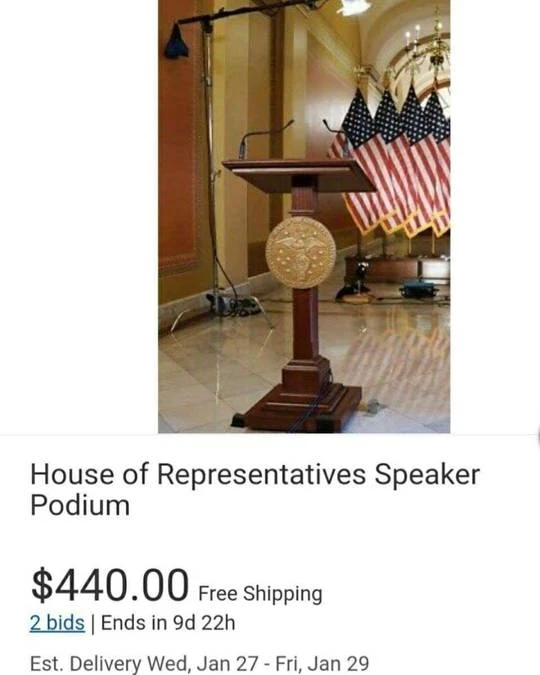 House of Representatives Speaker
Podium
$440.00 Free Shipping
2 bids | Ends in 9d 22h
Est. Delivery Wed, Jan 27 - Fri, Jan 29